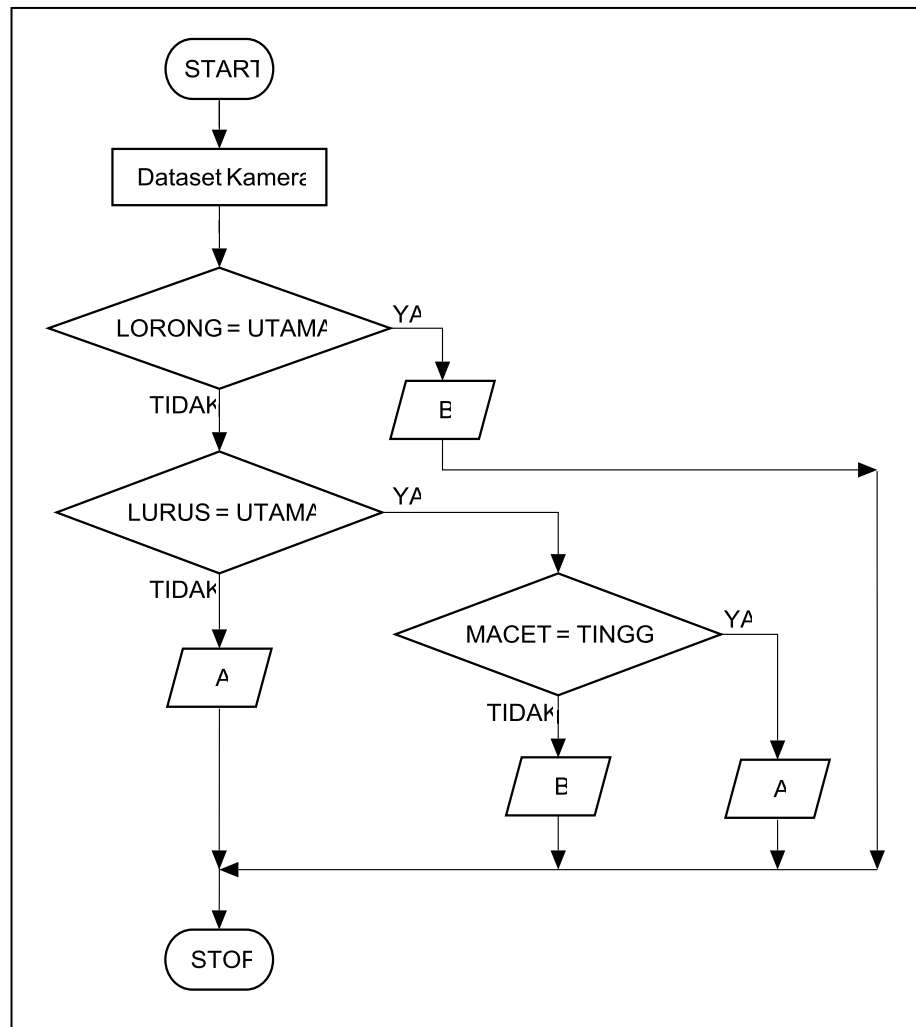 START
Dataset Kamera
LORONG = UTAMA
YA
B
TIDAK
LURUS = UTAMA
YA
TIDAK
MACET = TINGG
YA
A
TIDAK
B
A
STOP